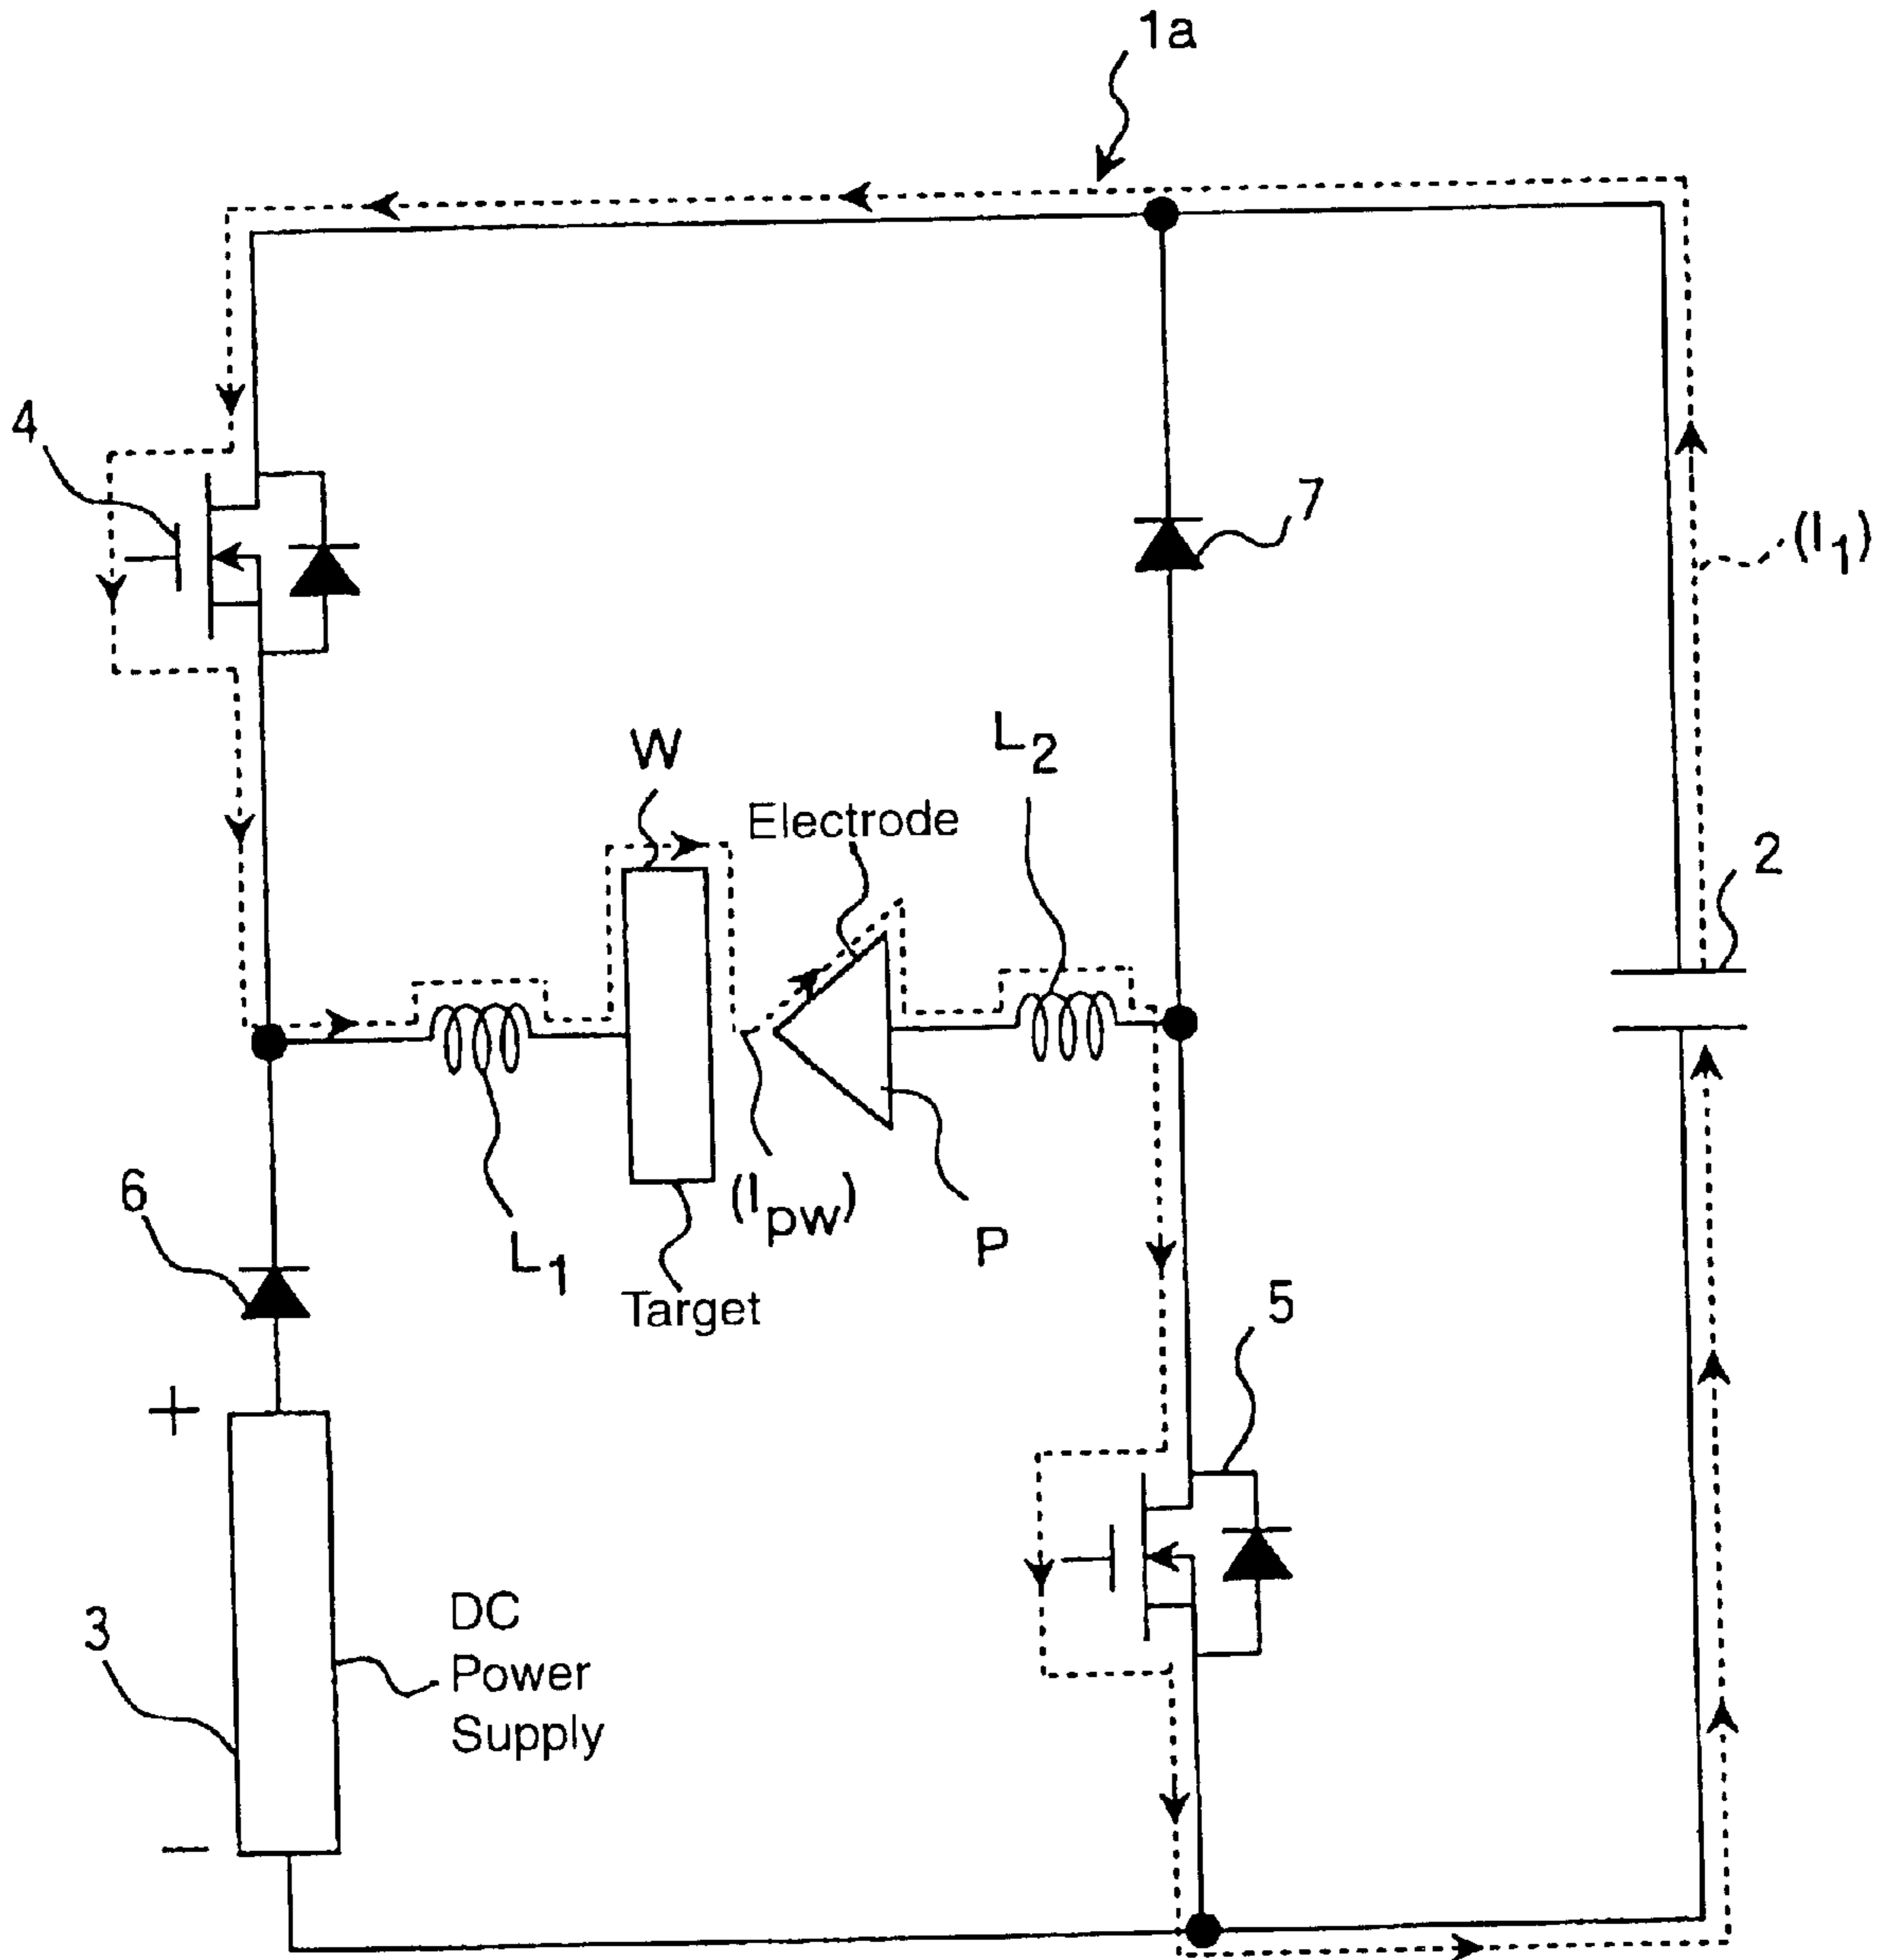 1a
4
7
(I1)
W
L2
Electrode
2
6
L1
(Ipw)
P
Target
5
+
3
DC
Power
Supply
−